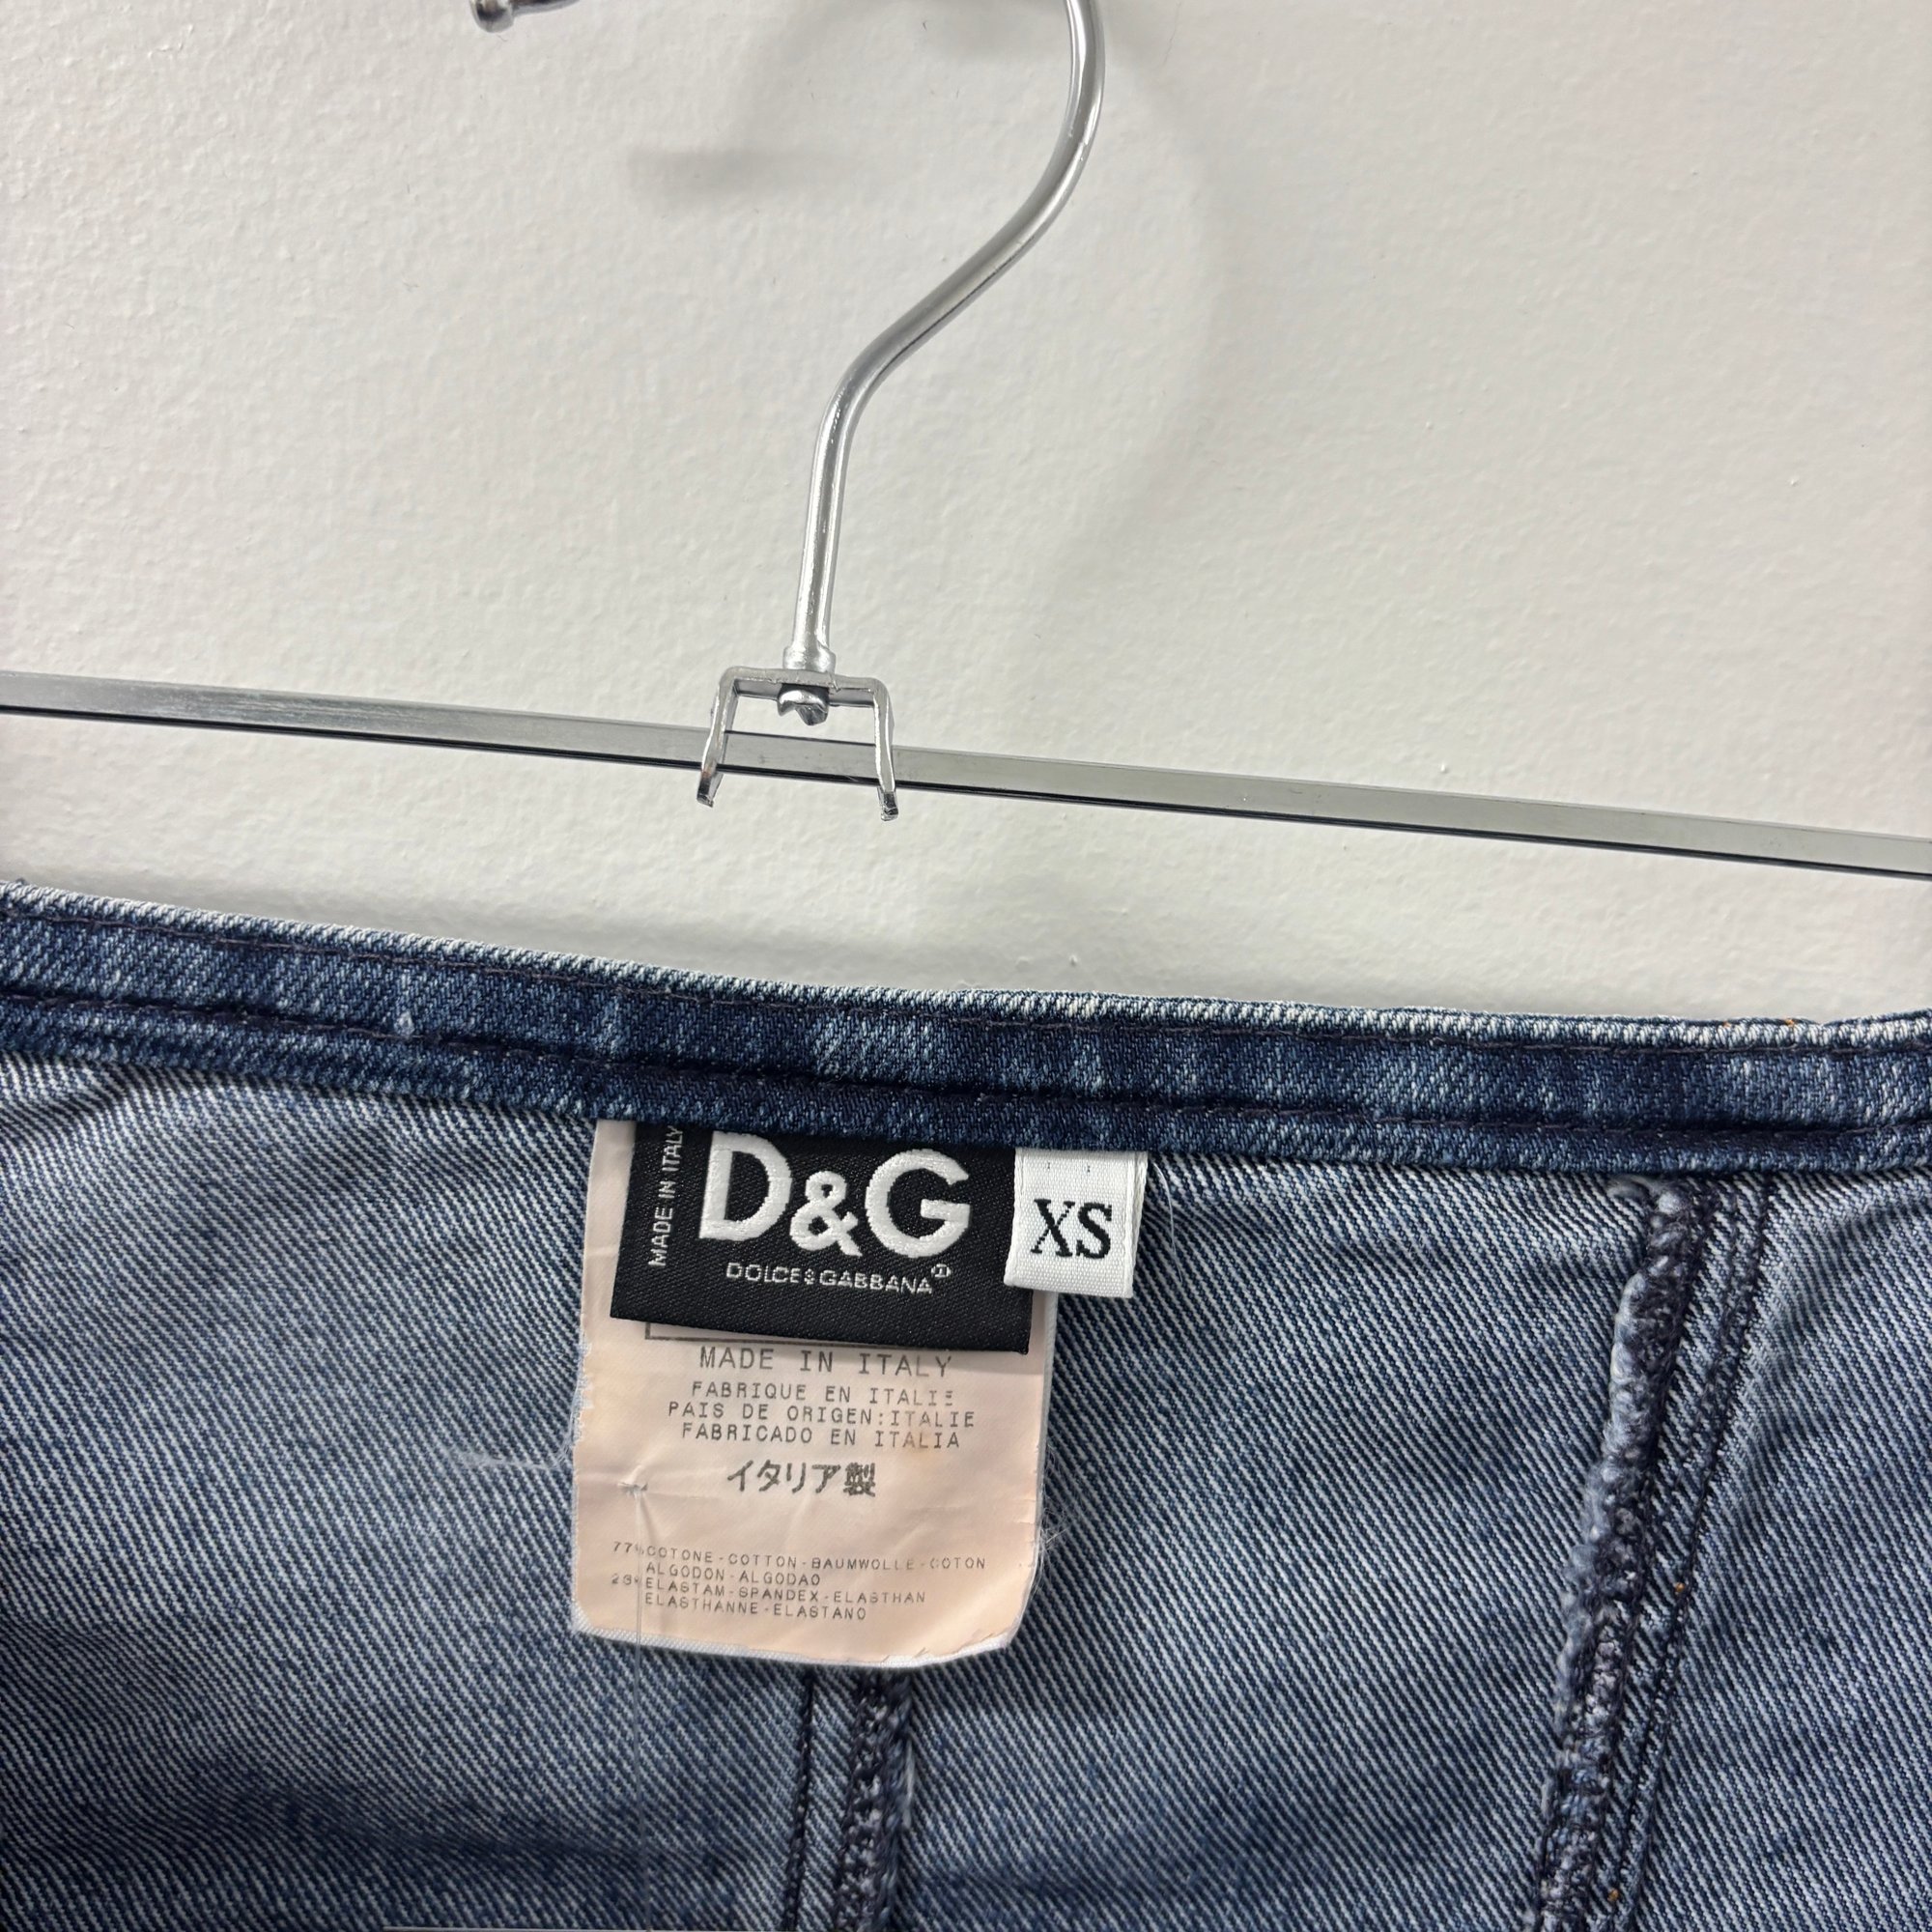 MADE IN ITALY
D&G
DOLCE&GABBANA
XS
MADE IN ITALY
FABRIQUE EN ITALIE
PAIS DE ORIGEN:ITALIE
FABRICADO EN ITALIA
イタリア製
77% COTONE-COTTON-BAUMWOLLE-COTON
ALGODON-ALGODAO
ELASTAM-SPANDEX-ELASTHAN
ELASTHANNE-ELASTANO